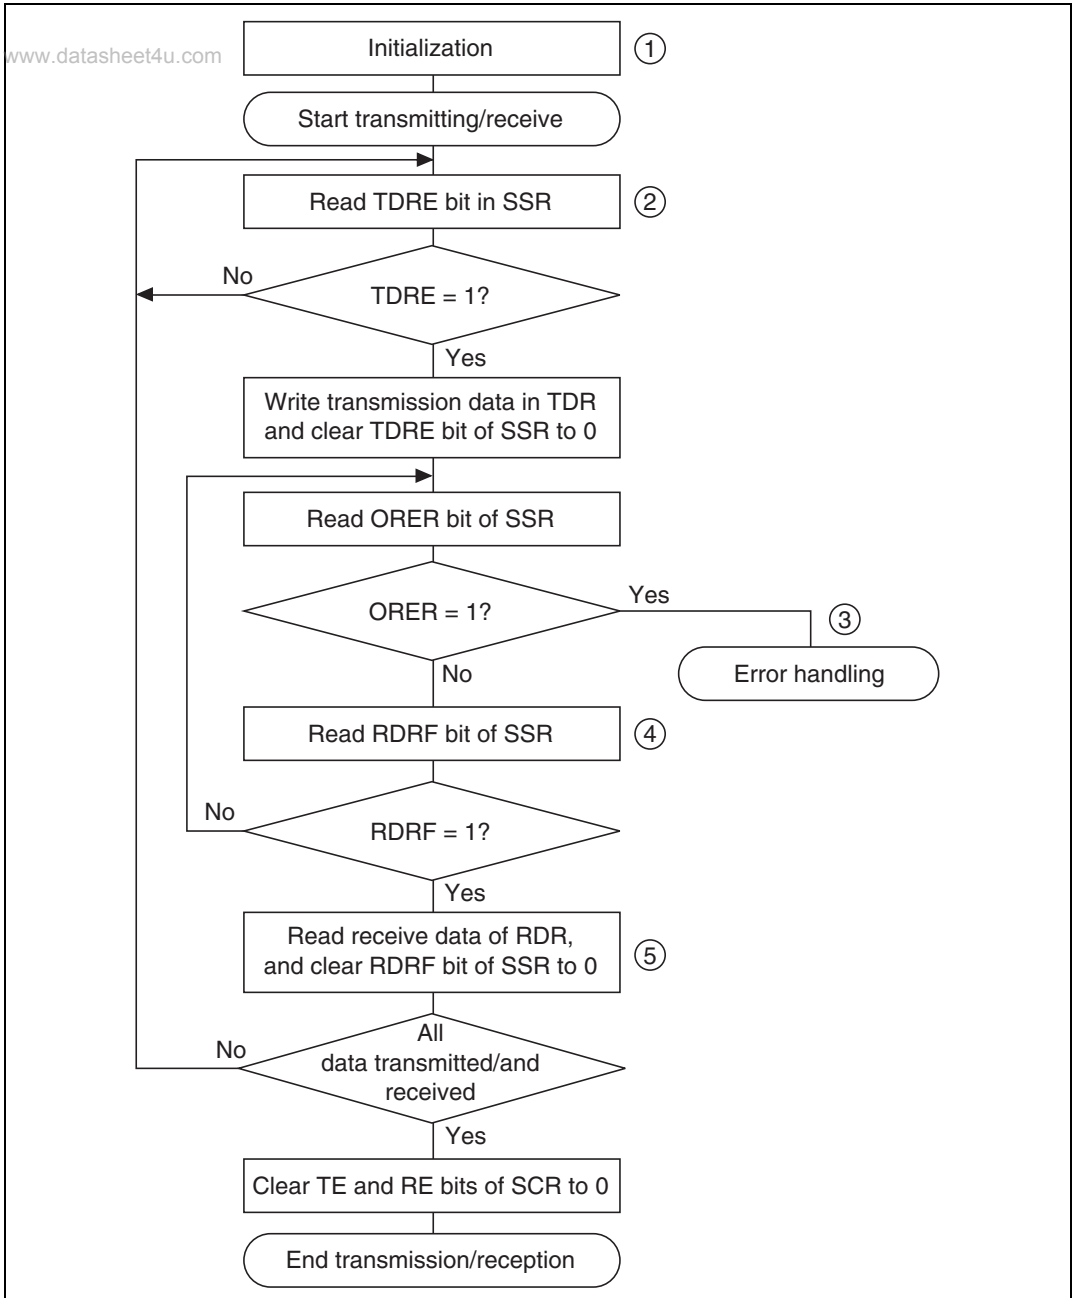 www.datasheet4u.com
Initialization
1
Start transmitting/receive
Read TDRE bit in SSR
2
No
TDRE = 1?
Yes
Write transmission data in TDR
and clear TDRE bit of SSR to 0
Read ORER bit of SSR
ORER = 1?
Yes
3
Error handling
No
Read RDRF bit of SSR
4
No
RDRF = 1?
Yes
Read receive data of RDR,
and clear RDRF bit of SSR to 0
5
No
All
data transmitted/and
received
Yes
Clear TE and RE bits of SCR to 0
End transmission/reception